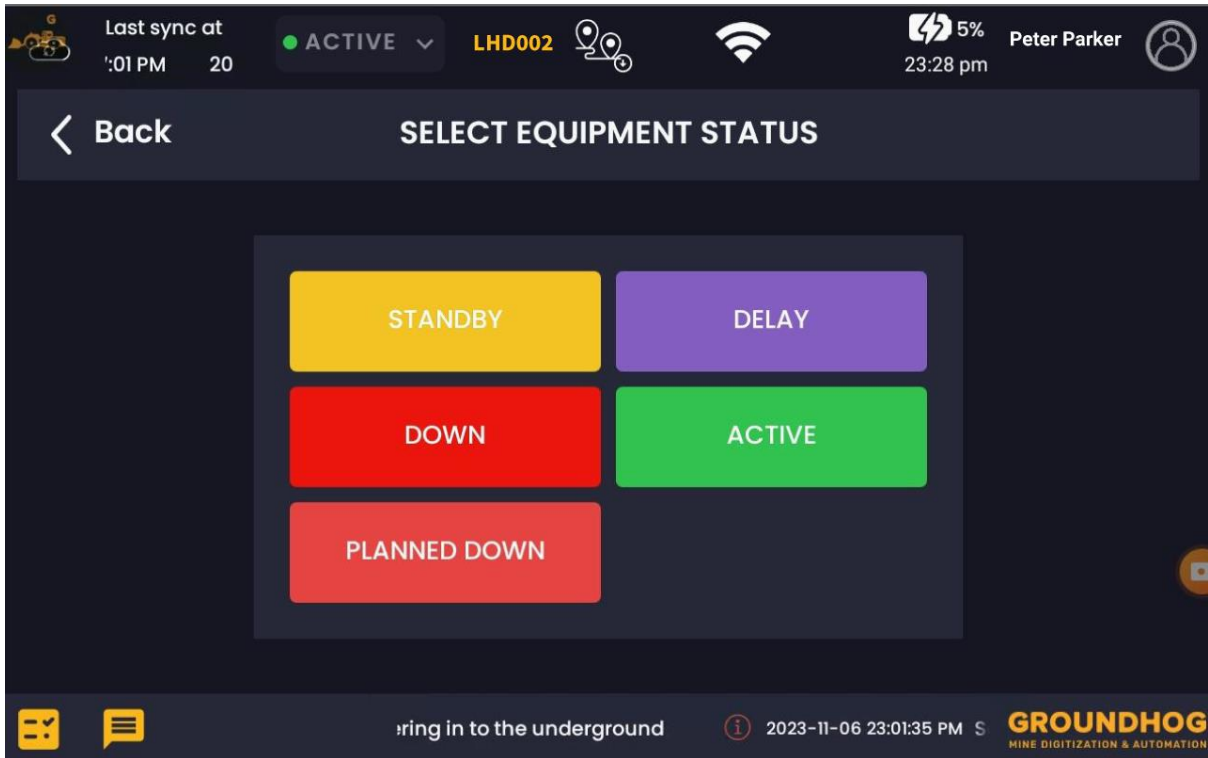 G
Last sync at
':01 PM 20
ACTIVE
LHD002
5%
23:28 pm
Peter Parker
Back
SELECT EQUIPMENT STATUS
STANDBY
DELAY
DOWN
ACTIVE
PLANNED DOWN
ring in to the underground
2023-11-06 23:01:35 PM S
GROUNDHOG
MINE DIGITIZATION & AUTOMATION